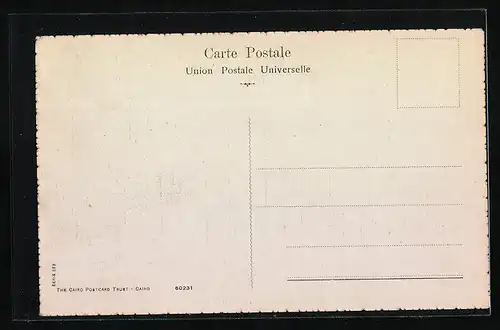 Carte Postale
Union Postale Universelle
THE CAIRO POSTCARD TRUST - CAIRO 60231